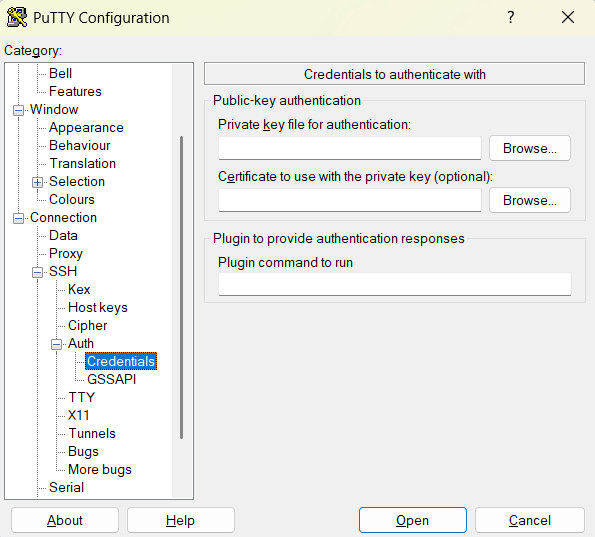 PuTTY Configuration
?
Category:
Bell
Features
Window
Appearance
Behaviour
Translation
Selection
Colours
Connection
Data
Proxy
SSH
Kex
Host keys
Cipher
Auth
Credentials
GSSAPI
TTY
X11
Tunnels
Bugs
More bugs
Serial
Credentials to authenticate with
Public-key authentication
Private key file for authentication:
Browse...
Certificate to use with the private key (optional):
Browse...
Plugin to provide authentication responses
Plugin command to run
About
Help
Open
Cancel